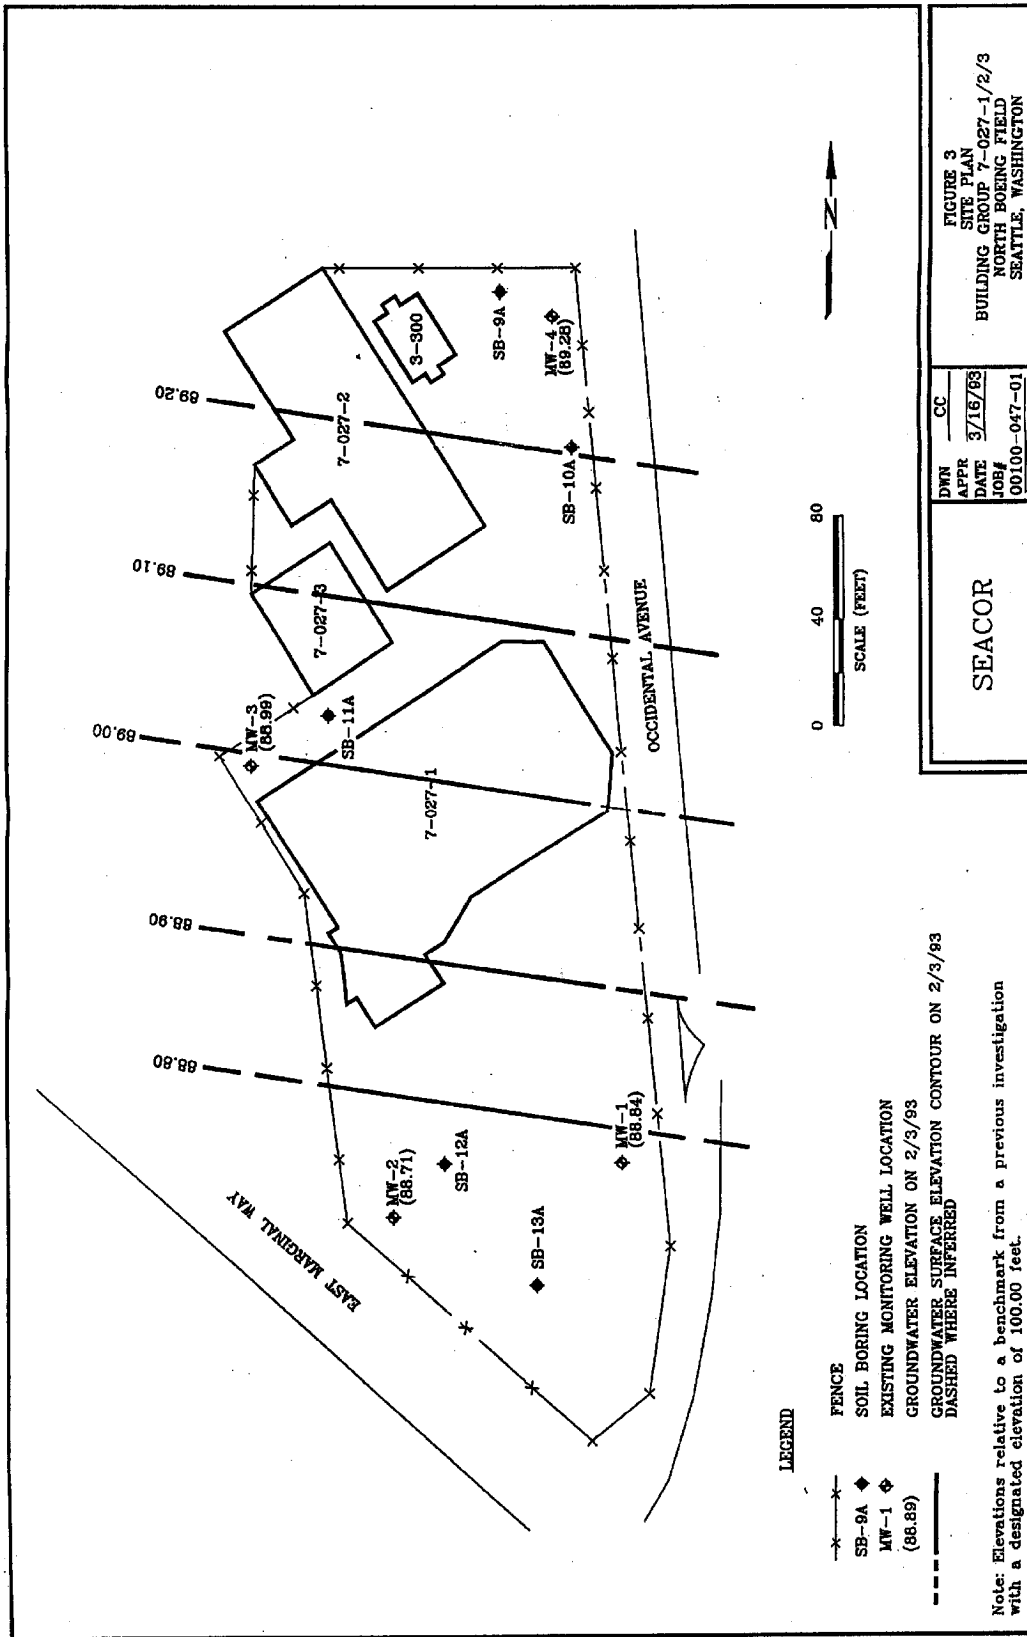 89.20
89.10
89.00
88.90
88.80
7-027-2
3-300
SB-9A
MW-4
(89.28)
SB-10A
7-027-3
MW-3
(88.99)
SB-11A
7-027-1
OCCIDENTAL AVENUE
MW-1
(88.84)
MW-2
(88.71)
SB-12A
SB-13A
EAST MARGINAL WAY
N
0 40 80
SCALE (FEET)
LEGEND
FENCE
SB-9A SOIL BORING LOCATION
MW-1 EXISTING MONITORING WELL LOCATION
(88.89) GROUNDWATER ELEVATION ON 2/3/93
GROUNDWATER SURFACE ELEVATION CONTOUR ON 2/3/93
DASHED WHERE INFERRED
Note: Elevations relative to a benchmark from a previous investigation
with a designated elevation of 100.00 feet.
SEACOR
DWN CC
APPR
DATE 3/16/93
JOB#
00100-047-01
FIGURE 3
SITE PLAN
BUILDING GROUP 7-027-1/2/3
NORTH BOEING FIELD
SEATTLE, WASHINGTON